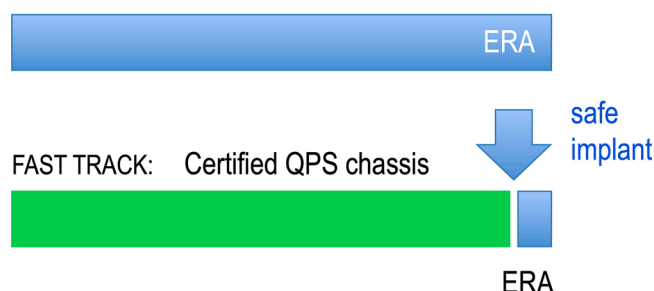 ERA
safe
implant
FAST TRACK: Certified QPS chassis
ERA